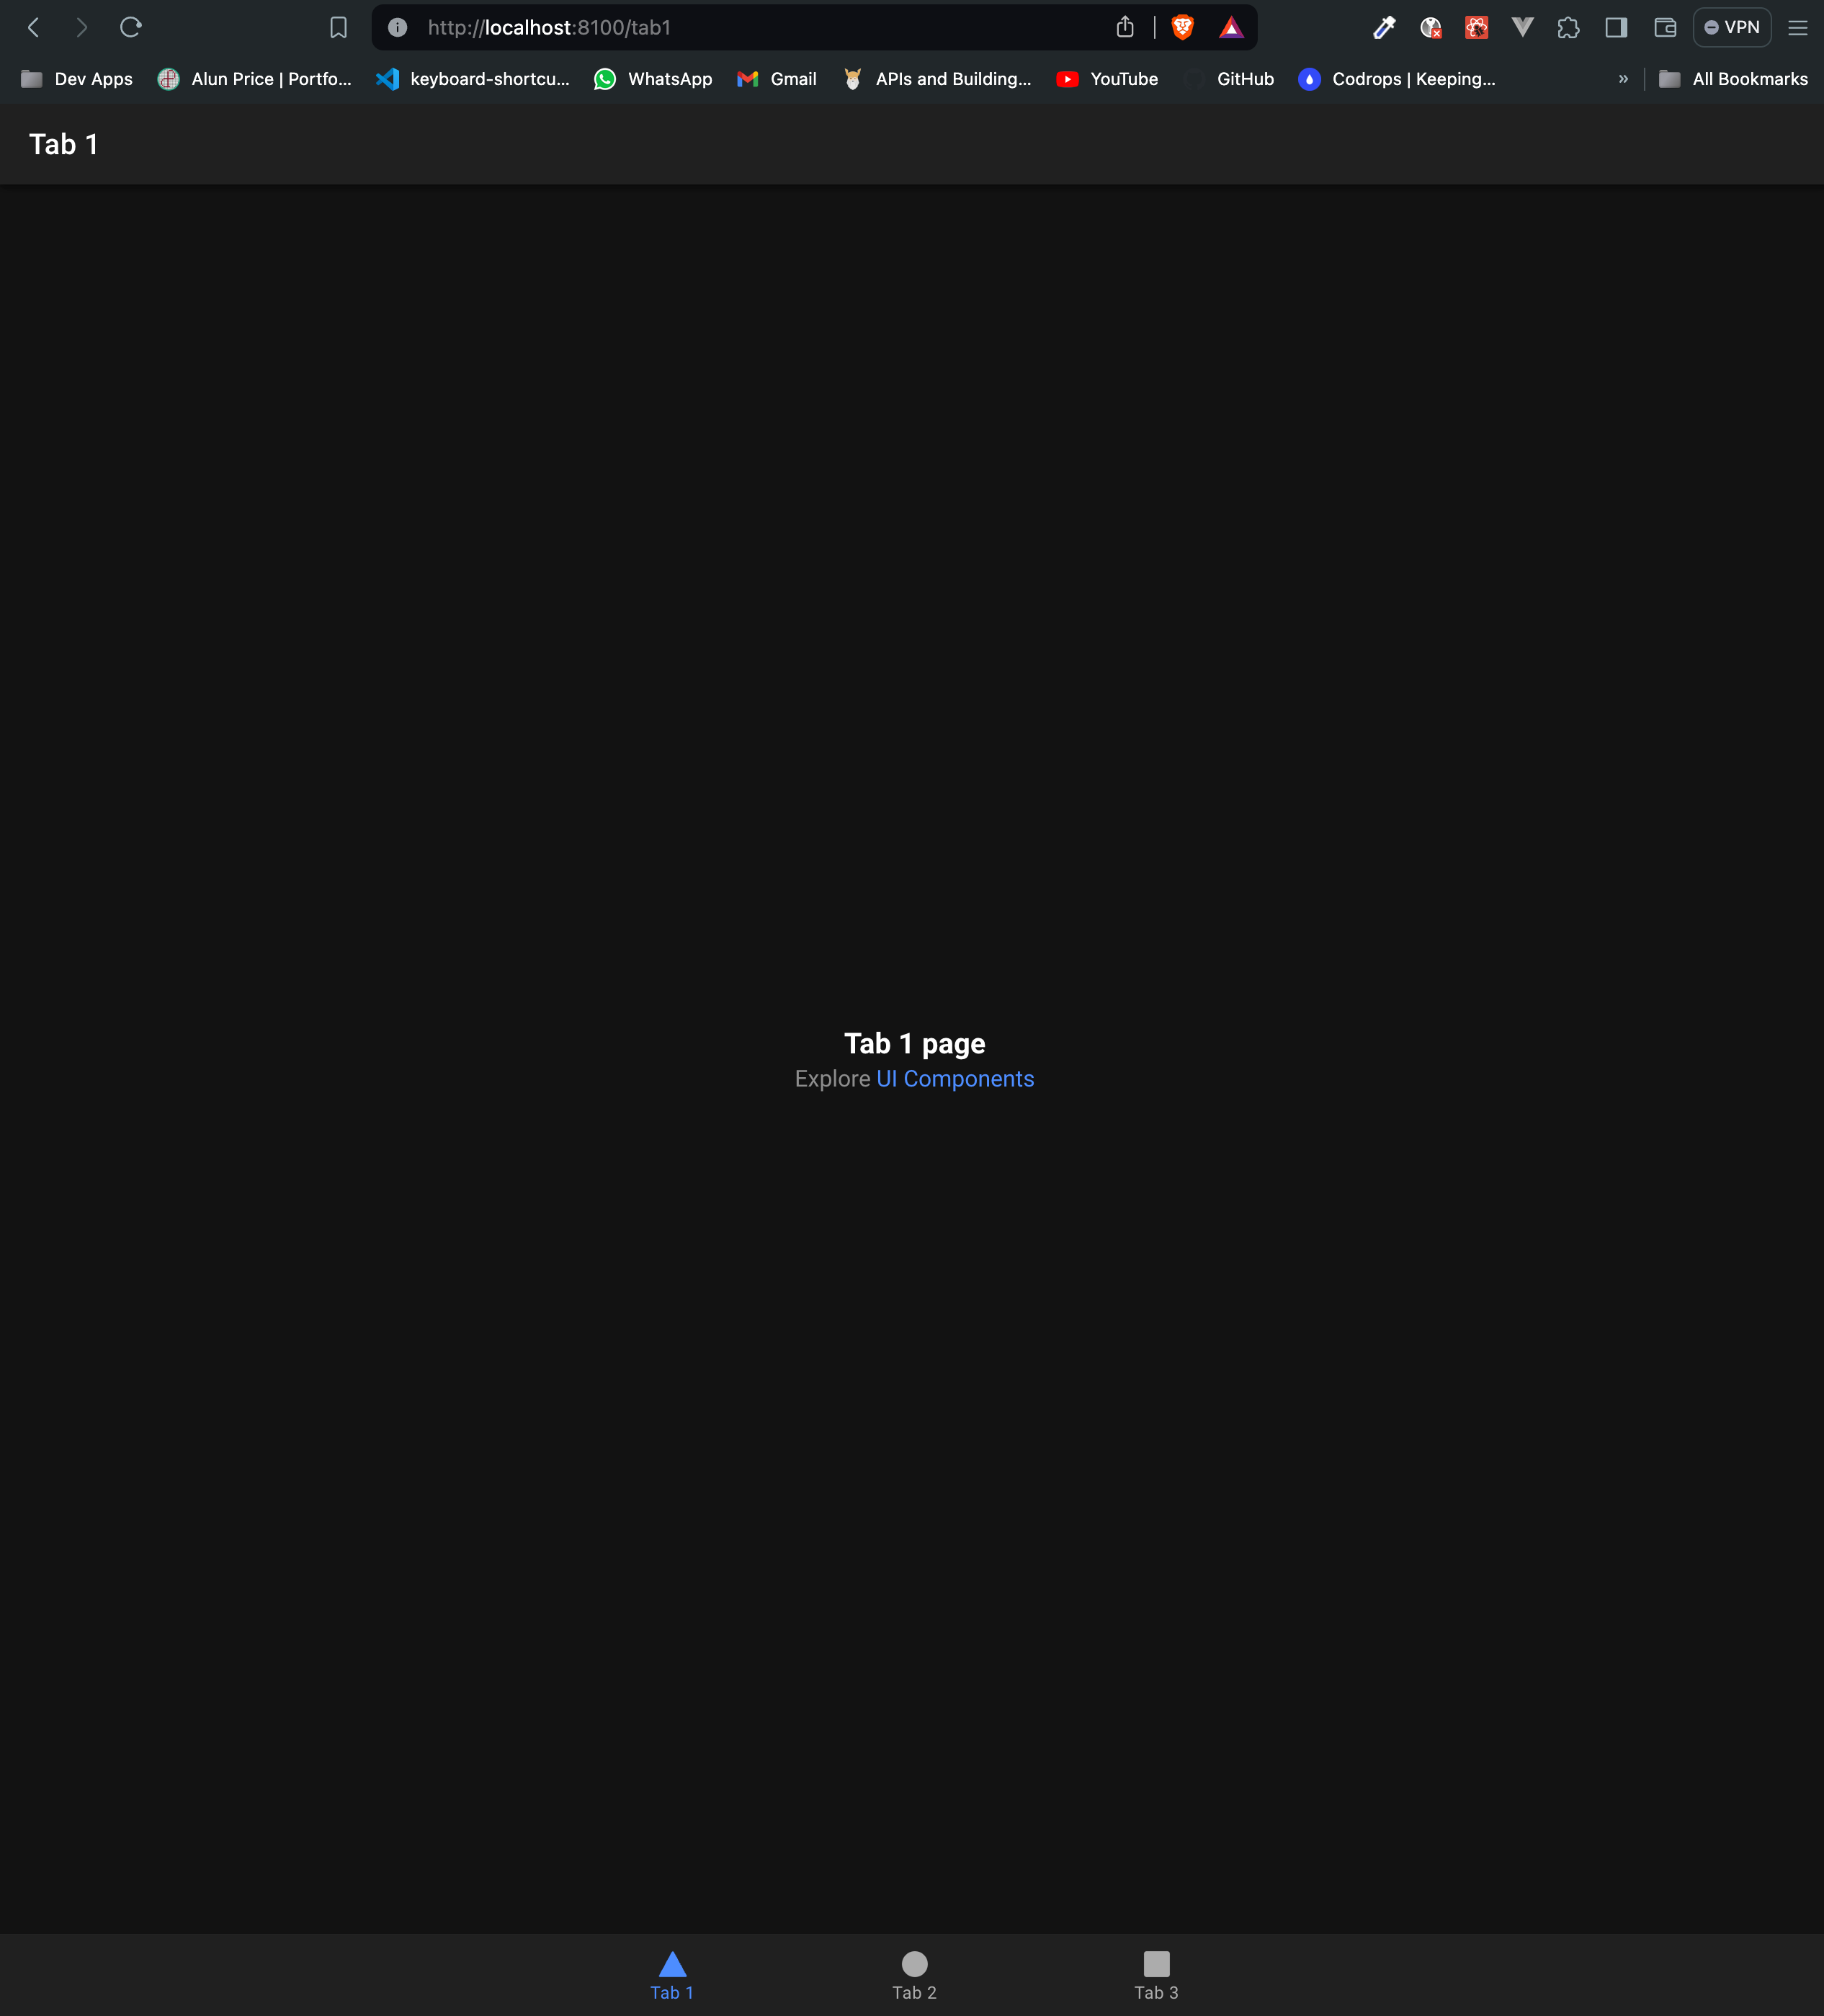 http://localhost:8100/tab1
VPN
Dev Apps
Alun Price | Portfo...
keyboard-shortcu...
WhatsApp
Gmail
APIs and Building...
YouTube
GitHub
Codrops | Keeping...
»
All Bookmarks
Tab 1
Tab 1 page
Explore UI Components
Tab 1
Tab 2
Tab 3